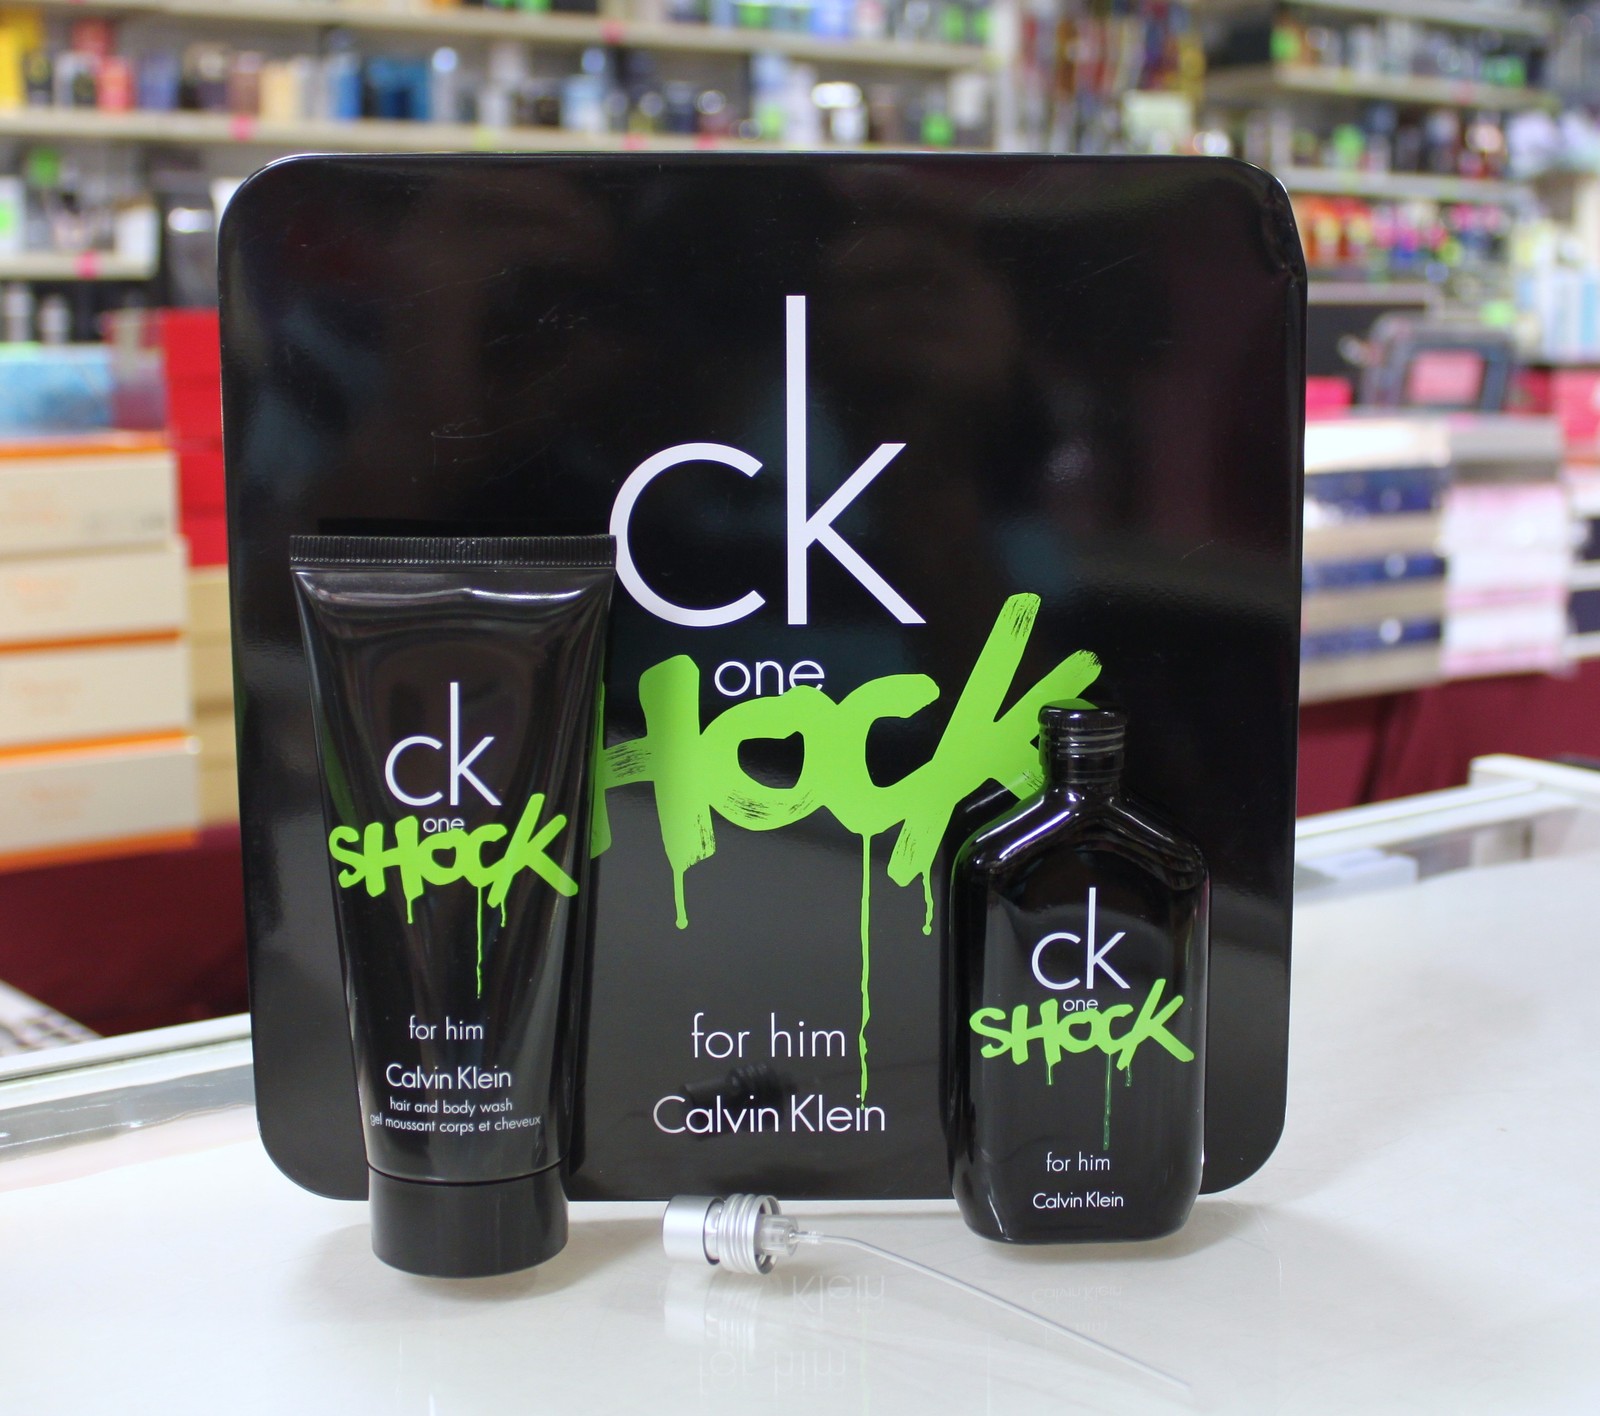 ck
one
SHOCK
for him
Calvin Klein
hair and body wash
gel moussant corps et cheveux
ck
one
HOCK
for him
Calvin Klein
ck
one
SHOCK
for him
Calvin Klein